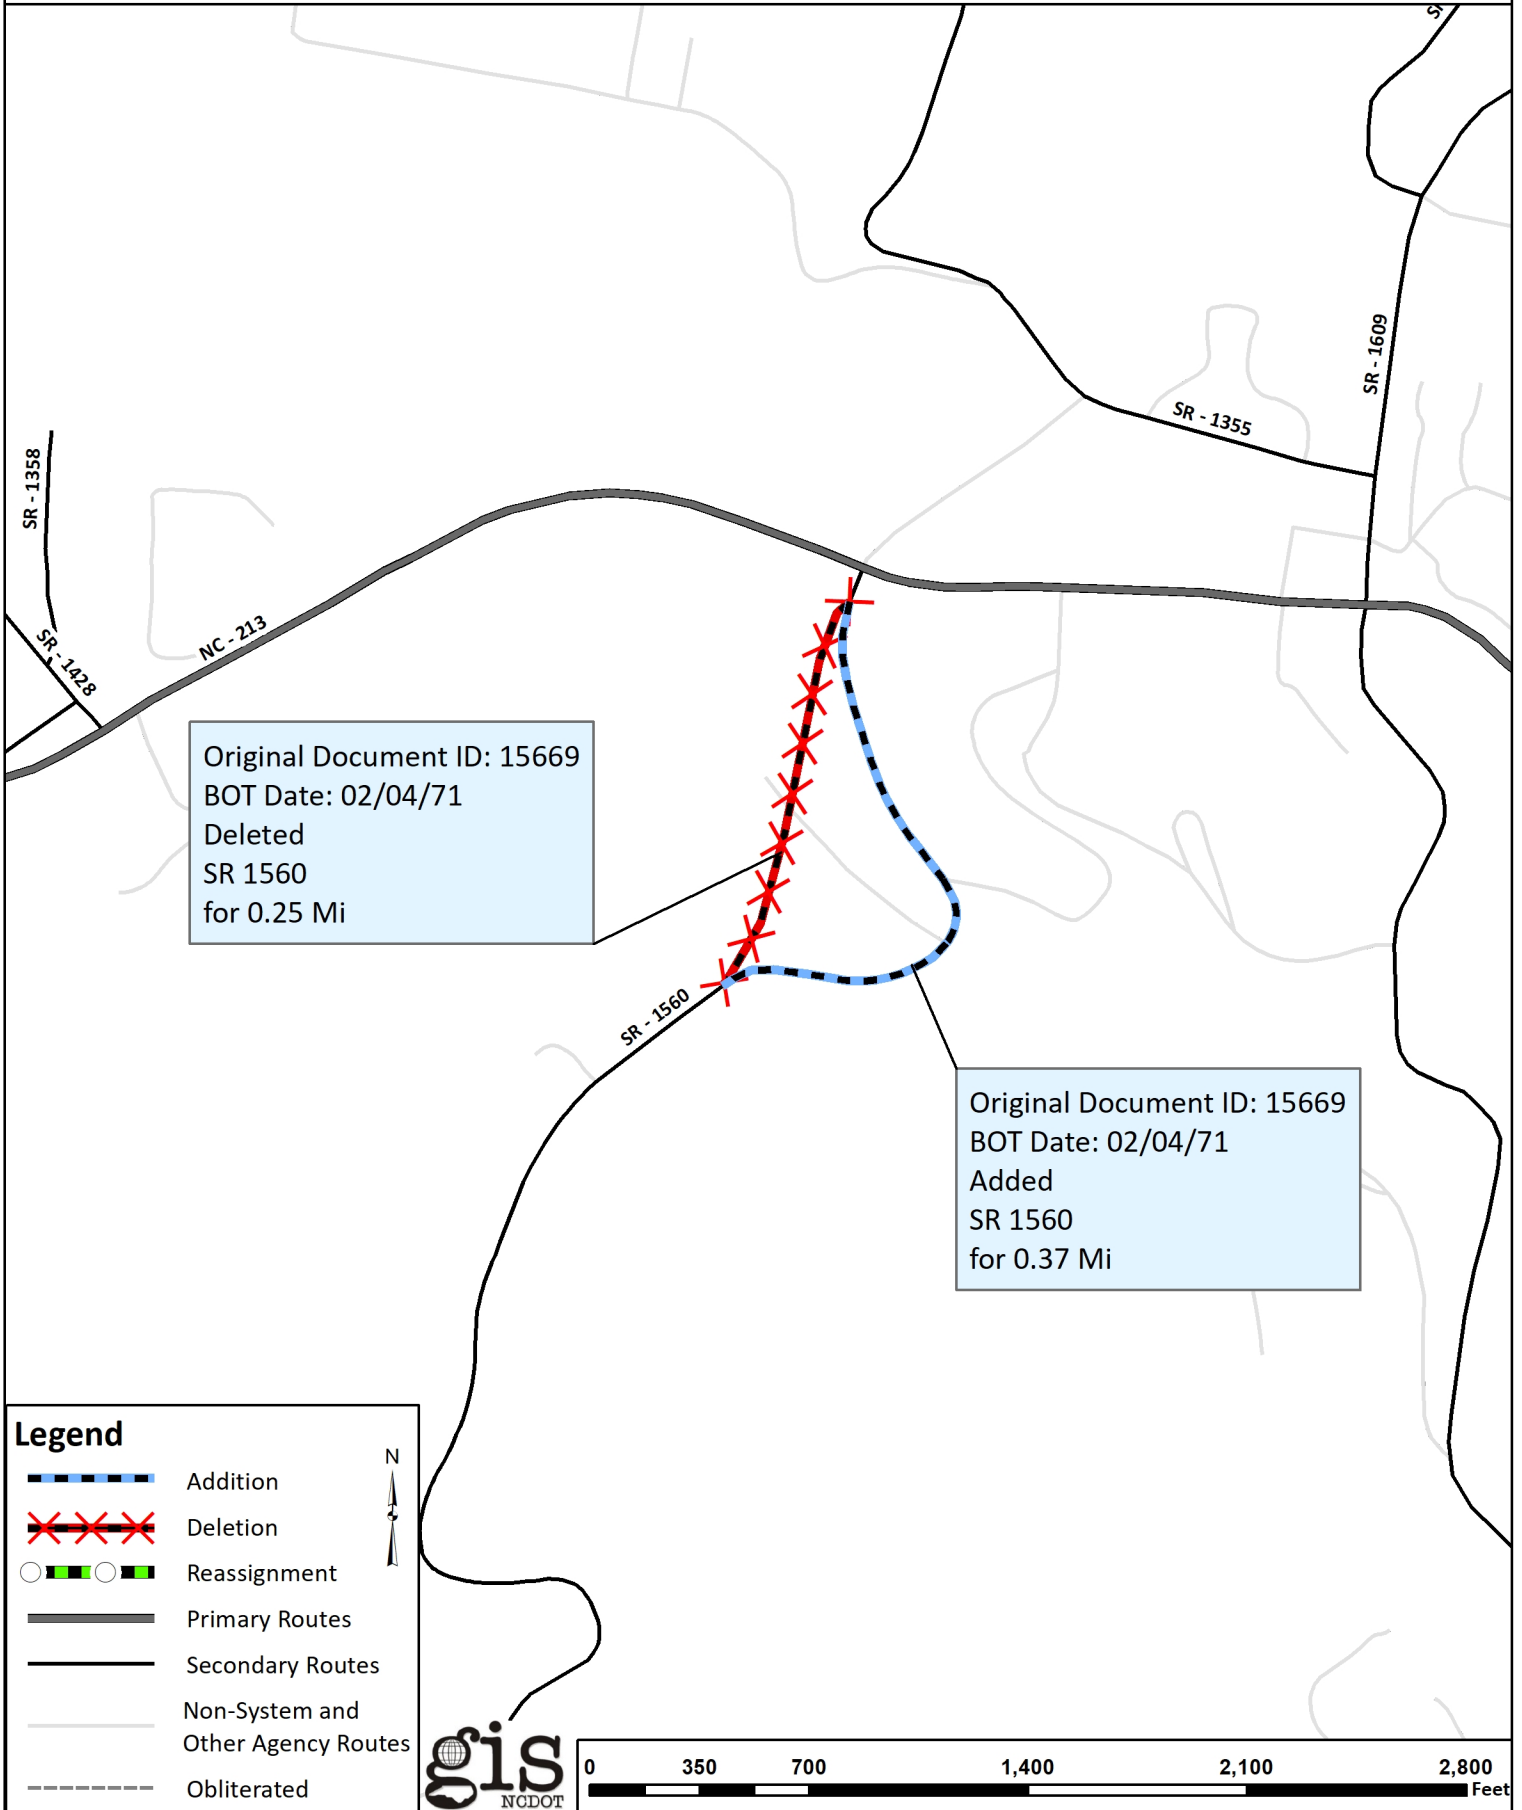 SR - 1609
SR - 1355
SR - 1358
NC - 213
SR - 1428
Original Document ID: 15669
BOT Date: 02/04/71
Deleted
SR 1560
for 0.25 Mi
SR - 1560
Original Document ID: 15669
BOT Date: 02/04/71
Added
SR 1560
for 0.37 Mi
Legend
N
Addition
Deletion
Reassignment
Primary Routes
Secondary Routes
Non-System and
Other Agency Routes
Obliterated
gis
NCDOT
0 350 700 1,400 2,100 2,800
Feet